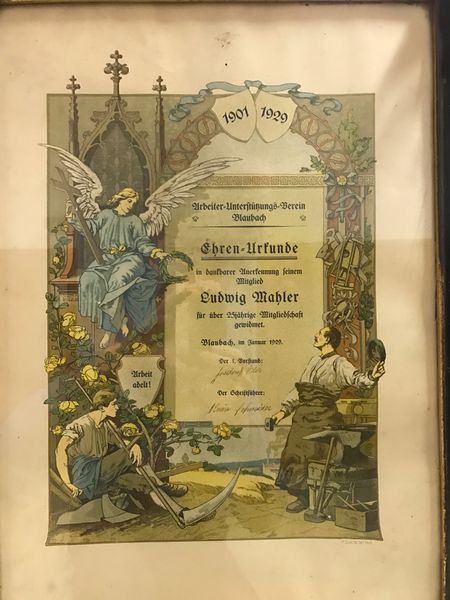 1901 1929
Arbeiter-Unterstützungs-Verein
Blaubach
Ehren-Urkunde
in dankbarer Anerkennung seinem
Mitglied
Ludwig Mahler
für über 25jährige Mitgliedschaft
gewidmet.
Blaubach, im Januar 1929.
Der 1. Vorstand:
Der Schriftführer:
Arbeit
adelt!